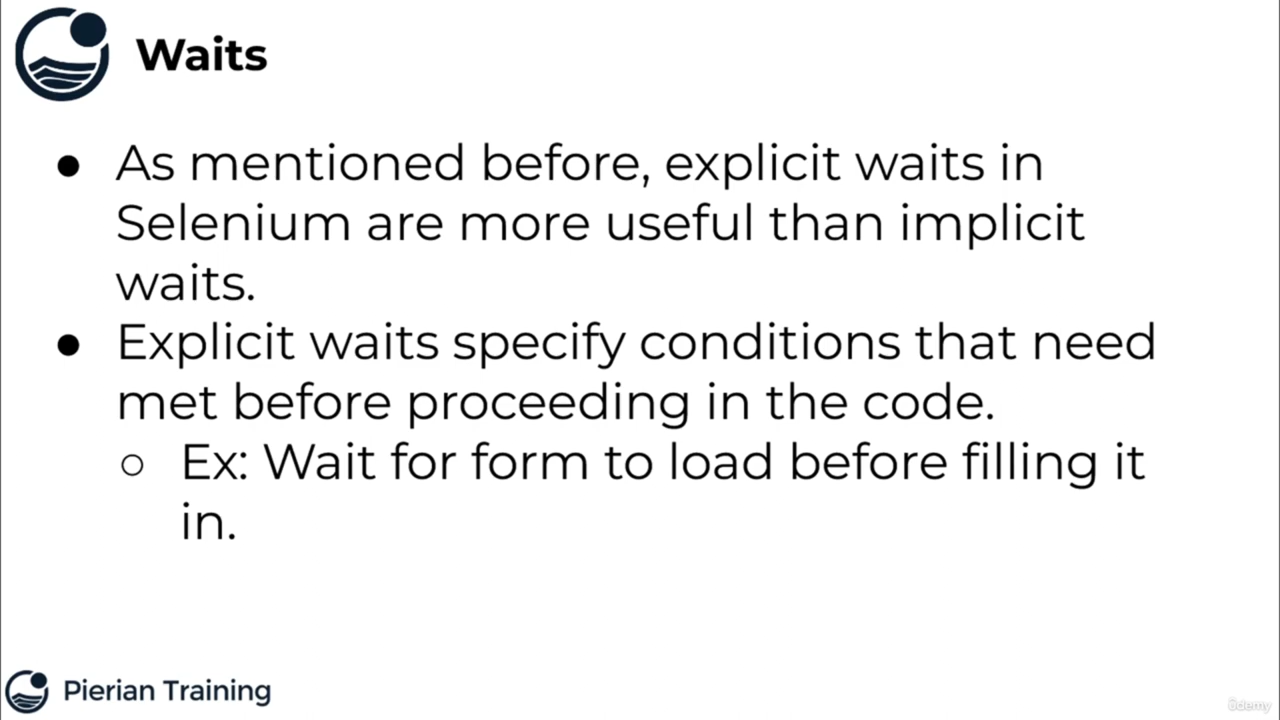 Waits
● As mentioned before, explicit waits in
Selenium are more useful than implicit
waits.
● Explicit waits specify conditions that need
met before proceeding in the code.
○ Ex: Wait for form to load before filling it
in.
Pierian Training
ûdemy